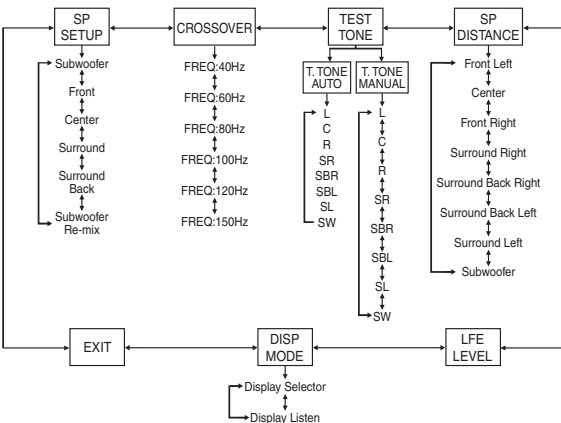 SP
SETUP
CROSSOVER
TEST
TONE
SP
DISTANCE
Subwoofer
Front
Center
Surround
Surround
Back
Subwoofer
Re-mix
FREQ:40Hz
FREQ:60Hz
FREQ:80Hz
FREQ:100Hz
FREQ:120Hz
FREQ:150Hz
T. TONE
AUTO
L
C
R
SR
SBR
SBL
SL
SW
T. TONE
MANUAL
L
C
R
SR
SBR
SBL
SL
SW
Front Left
Center
Front Right
Surround Right
Surround Back Right
Surround Back Left
Surround Left
Subwoofer
EXIT
DISP
MODE
LFE
LEVEL
Display Selector
Display Listen